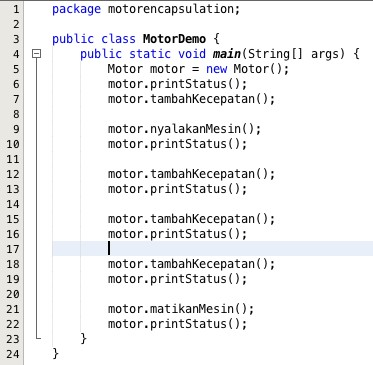 1 package motorencapsulation;
2
3 public class MotorDemo {
4 public static void main(String[] args) {
5 Motor motor = new Motor();
6 motor.printStatus();
7 motor.tambahKecepatan();
8
9 motor.nyalakanMesin();
10 motor.printStatus();
11
12 motor.tambahKecepatan();
13 motor.printStatus();
14
15 motor.tambahKecepatan();
16 motor.printStatus();
17
18 motor.tambahKecepatan();
19 motor.printStatus();
20
21 motor.matikanMesin();
22 motor.printStatus();
23 }
24 }